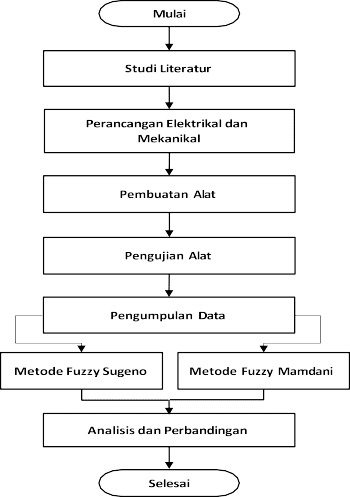 Mulai
Studi Literatur
Perancangan Elektrikal dan
Mekanikal
Pembuatan Alat
Pengujian Alat
Pengumpulan Data
Metode Fuzzy Sugeno
Metode Fuzzy Mamdani
Analisis dan Perbandingan
Selesai